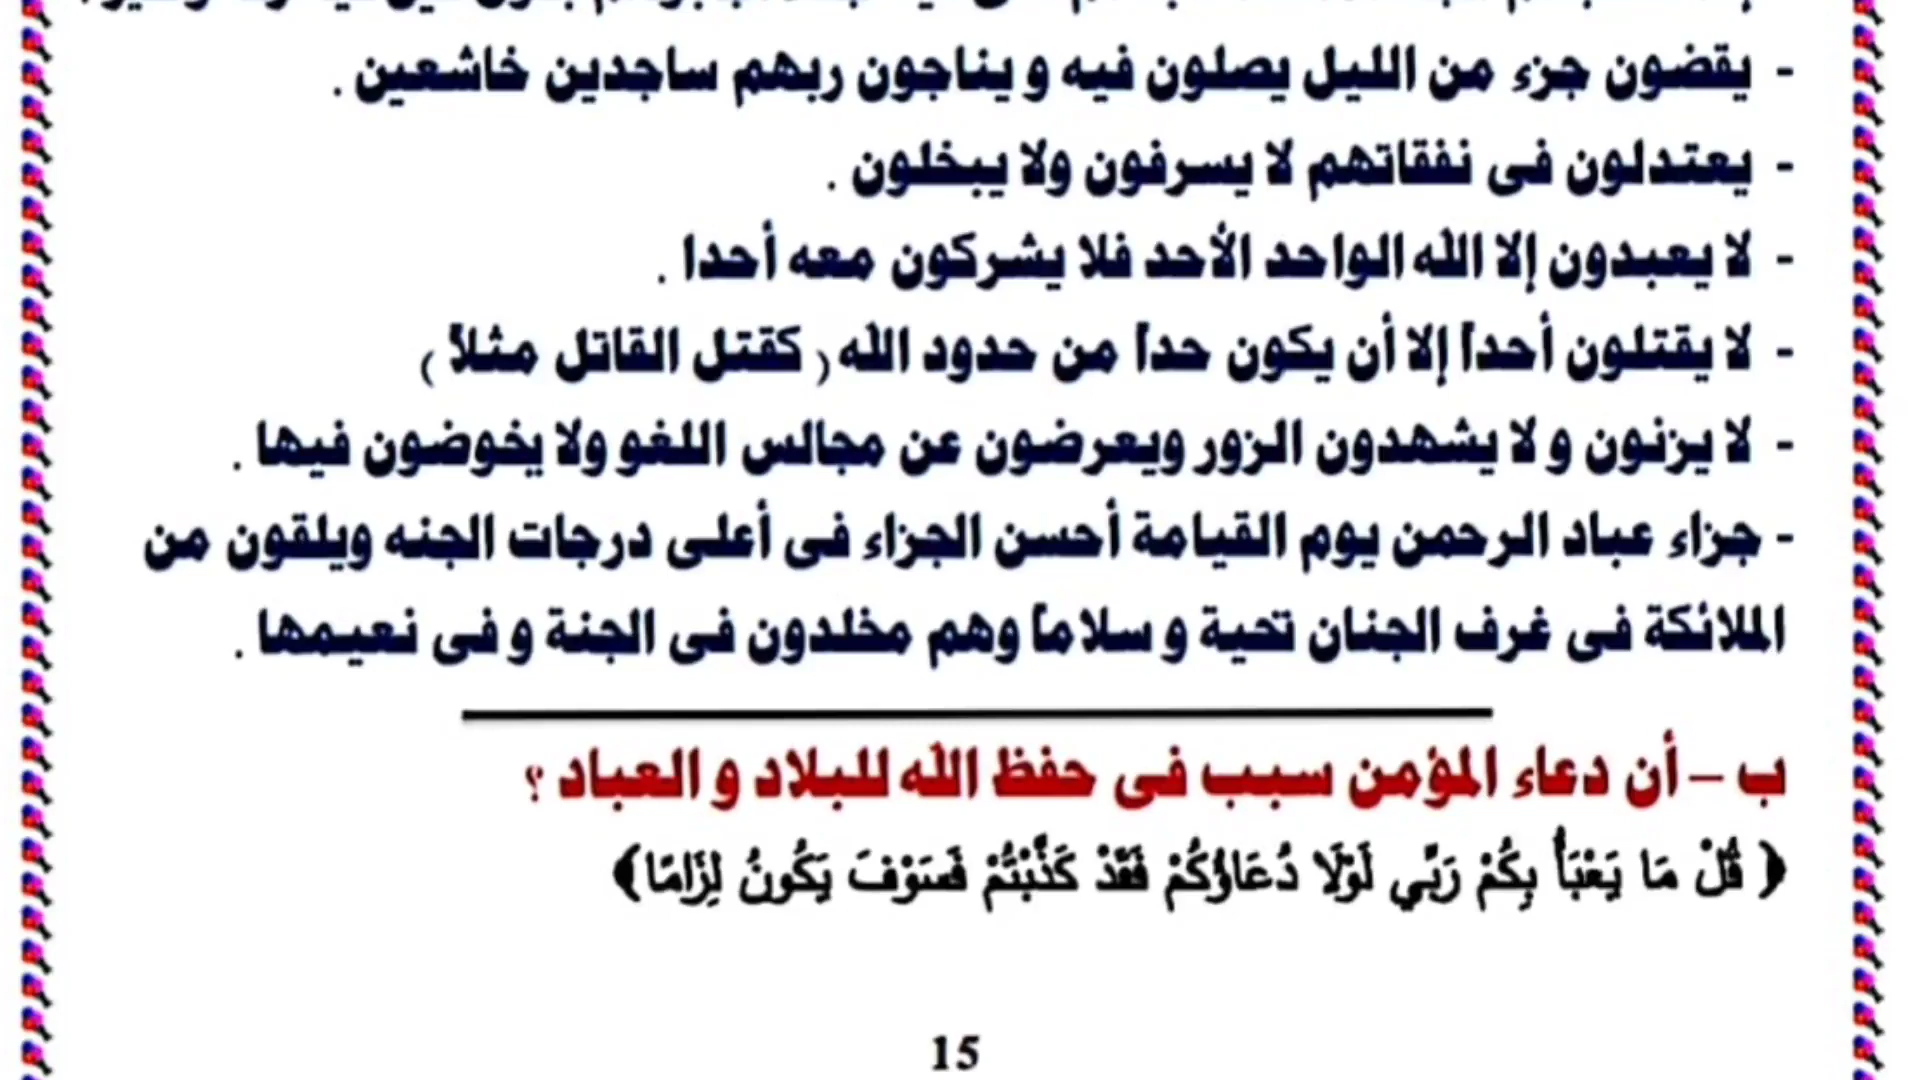 - يقضون جزء من الليل يصلون فيه و يناجون ربهم ساجدين خاشعين .
- يعتدلون فى نفقاتهم لا يسرفون ولا يبخلون .
- لا يعبدون إلا الله الواحد الأحد فلا يشركون معه أحدا .
- لا يقتلون أحداً إلا أن يكون حداً من حدود الله ( كقتل القاتل مثلاً )
- لا يزنون و لا يشهدون الزور ويعرضون عن مجالس اللغو ولا يخوضون فيها .
- جزاء عباد الرحمن يوم القيامة أحسن الجزاء فى أعلى درجات الجنه ويلقون من
الملائكة فى غرف الجنان تحية و سلاماً وهم مخلدون فى الجنة و فى نعيمها .
ب – أن دعاء المؤمن سبب فى حفظ الله للبلاد و العباد ؟
﴿ قُلْ مَا يَعْبَأُ بِكُمْ رَبِّي لَوْلَا دُعَاؤُكُمْ فَقَدْ كَذَّبْتُمْ فَسَوْفَ يَكُونُ لِزَامًا﴾
15